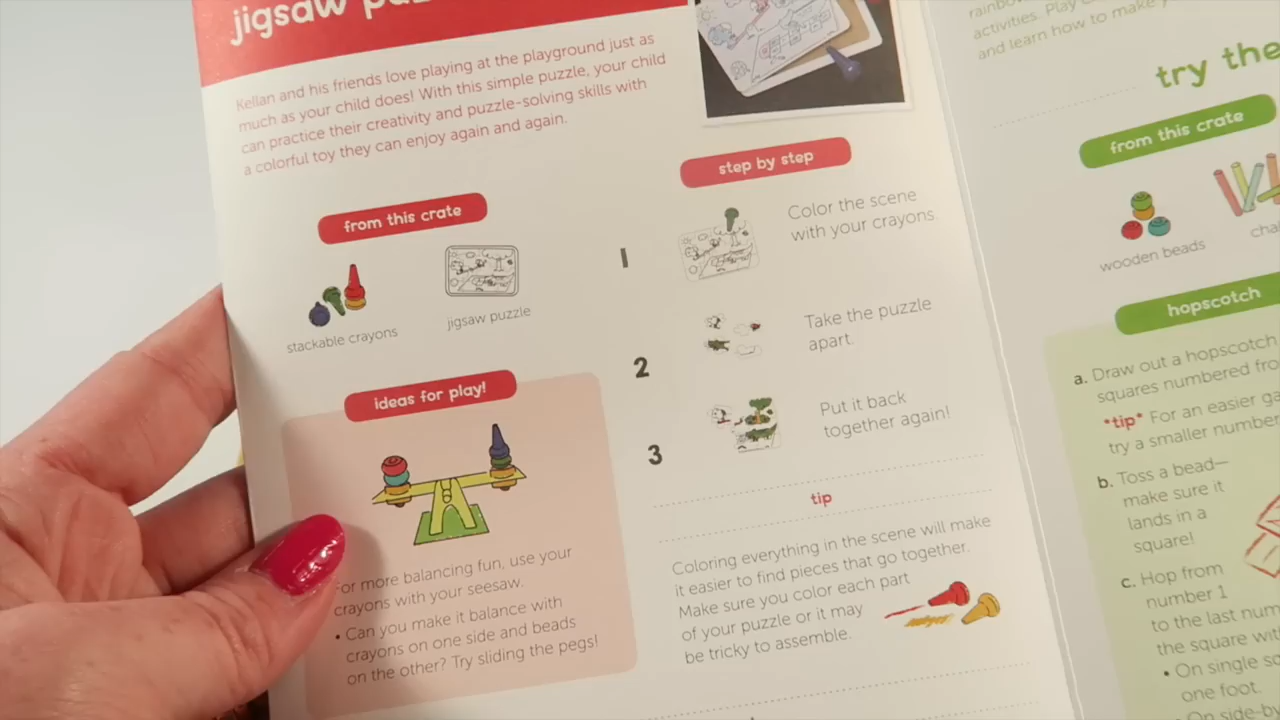 jigsaw
Kellan and his friends love playing at the playground just as
much as your child does! With this simple puzzle, your child
can practice their creativity and puzzle-solving skills with
a colorful toy they can enjoy again and again.
from this crate
stackable crayons
jigsaw puzzle
ideas for play!
For more balancing fun, use your
crayons with your seesaw.
• Can you make it balance with
crayons on one side and beads
on the other? Try sliding the pegs!
step by step
1
Color the scene
with your crayons.
2
Take the puzzle
apart.
3
Put it back
together again!
tip
Coloring everything in the scene will make
it easier to find pieces that go together.
Make sure you color each part
of your puzzle or it may
be tricky to assemble.
activities. Play
and learn how to make
try the
from this crate
wooden beads
hopscotch
a. Draw out a hopscotch
squares numbered
*tip* For an easier
try a smaller number
b. Toss a bead—
make sure it
lands in a
square!
c. Hop from
number 1
to the last
the square
• On single
one foot.